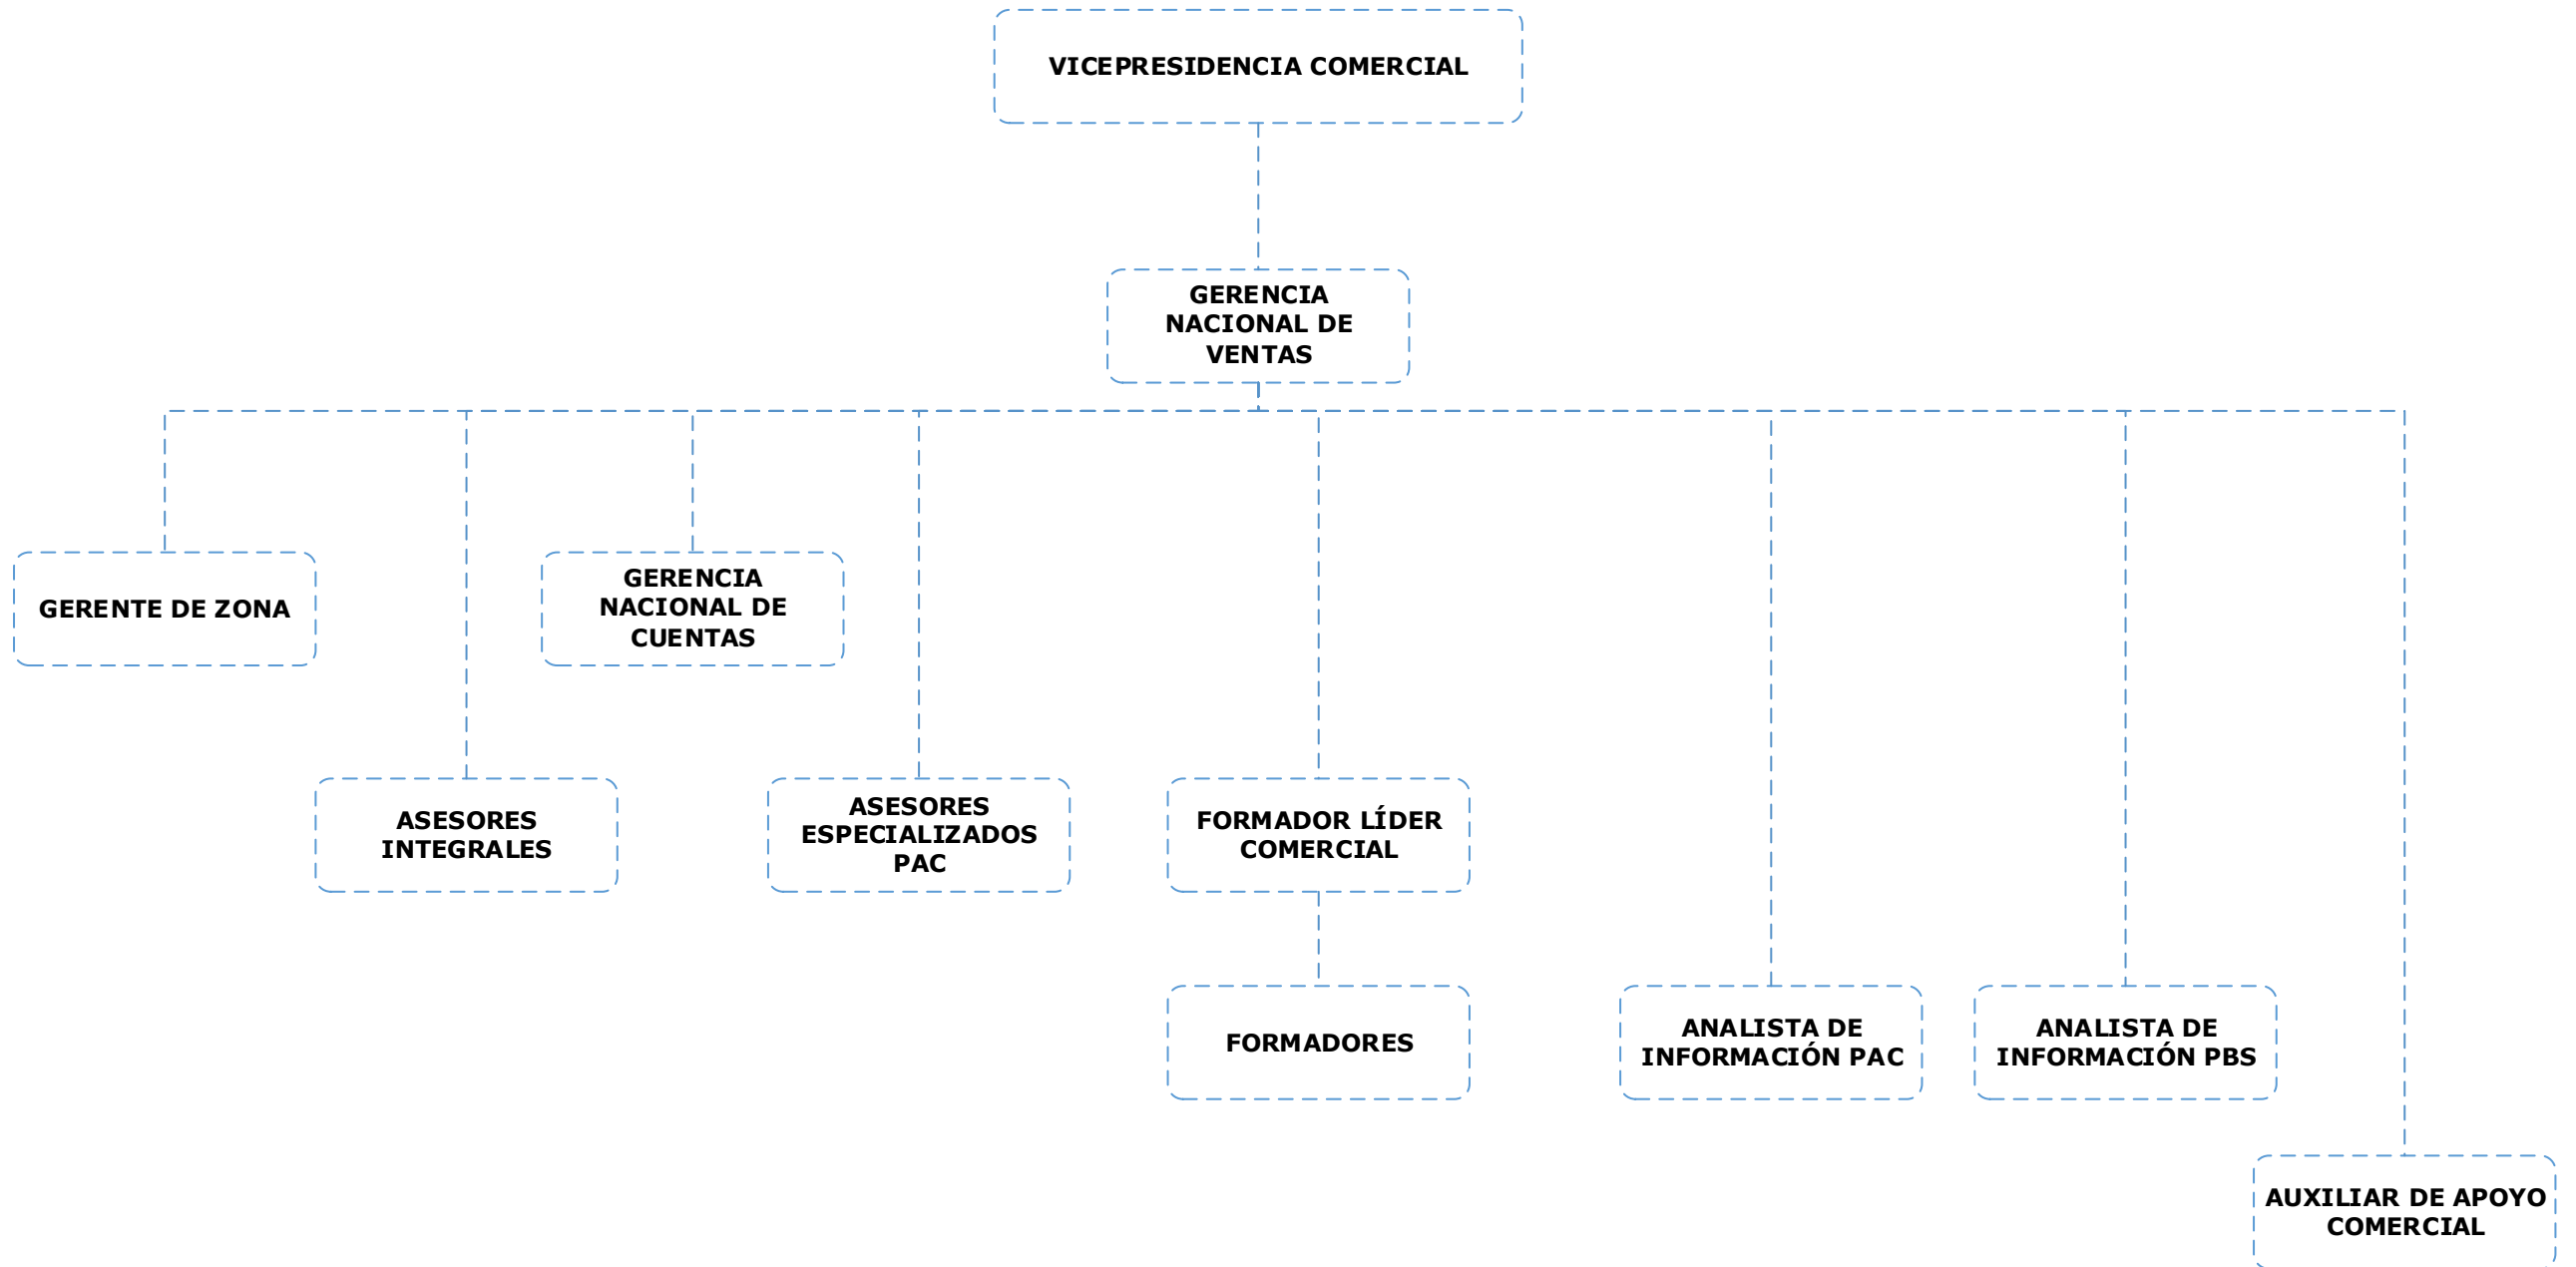 VICEPRESIDENCIA COMERCIAL
GERENCIA
NACIONAL DE
VENTAS
GERENTE DE ZONA
GERENCIA
NACIONAL DE
CUENTAS
ASESORES
INTEGRALES
ASESORES
ESPECIALIZADOS
PAC
FORMADOR LÍDER
COMERCIAL
FORMADORES
ANALISTA DE
INFORMACIÓN PAC
ANALISTA DE
INFORMACIÓN PBS
AUXILIAR DE APOYO
COMERCIAL